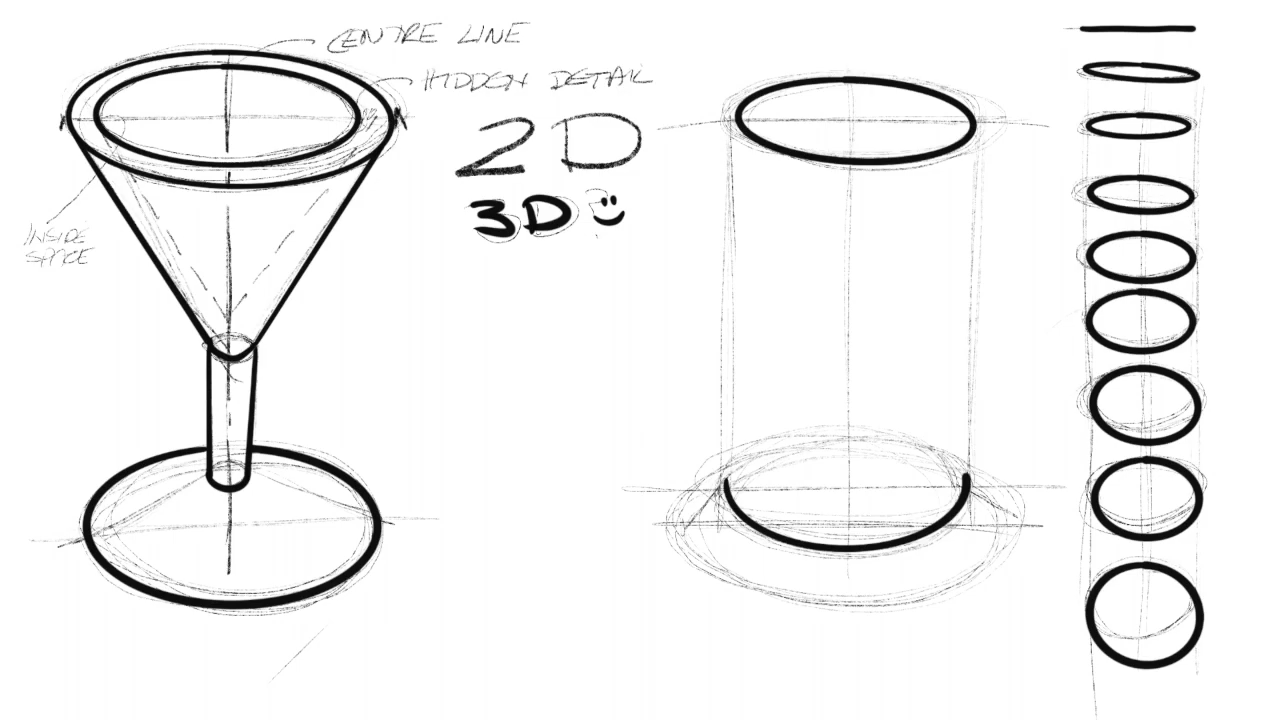 CENTRE LINE
HIDDEN DETAIL
2D
3D
INSIDE
SPACE